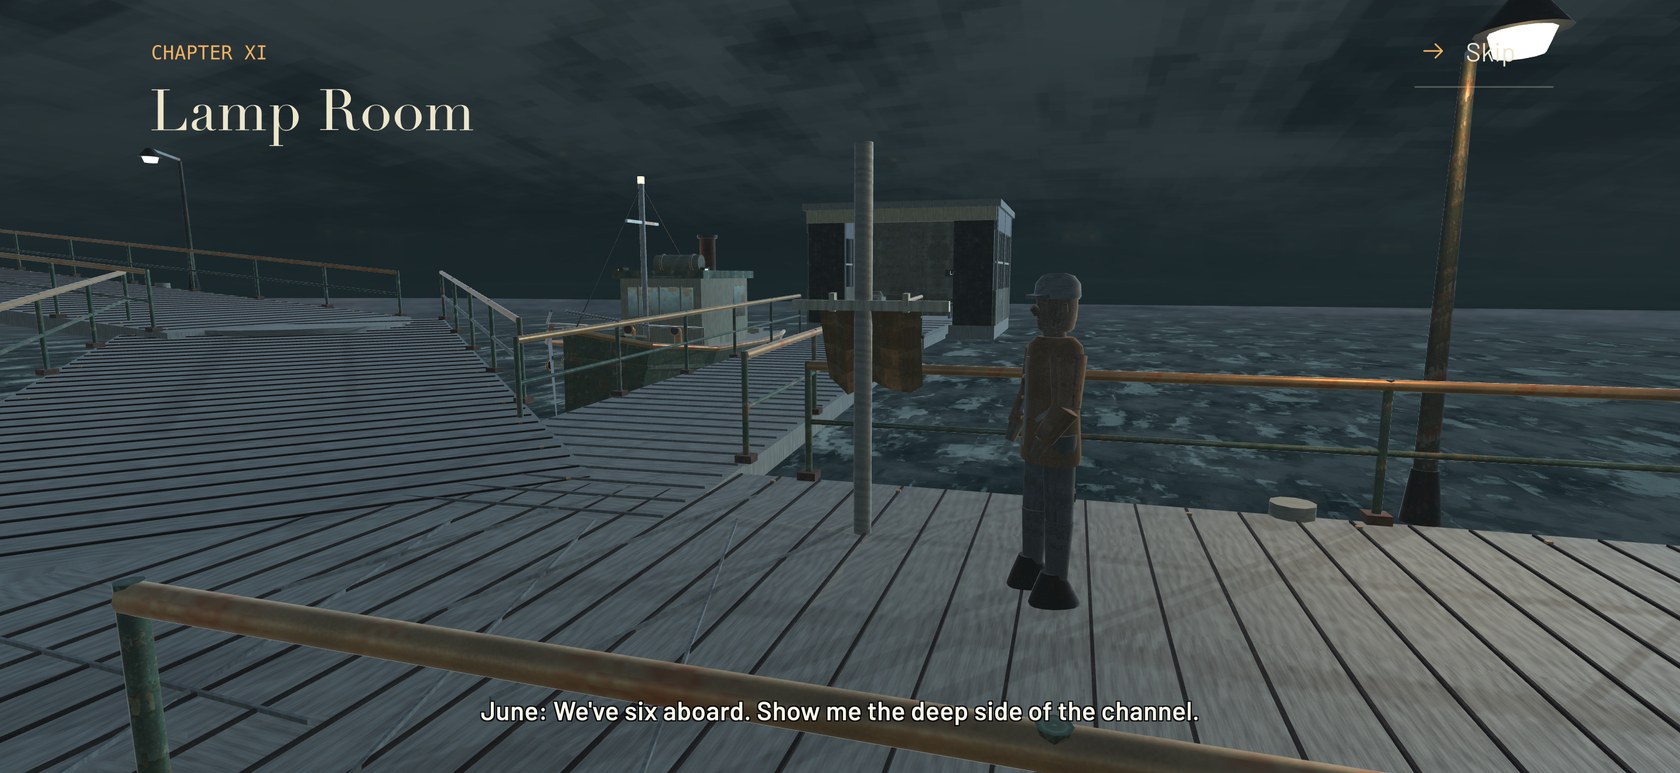 CHAPTER XI
Lamp Room
→ Skip
June: We've six aboard. Show me the deep side of the channel.